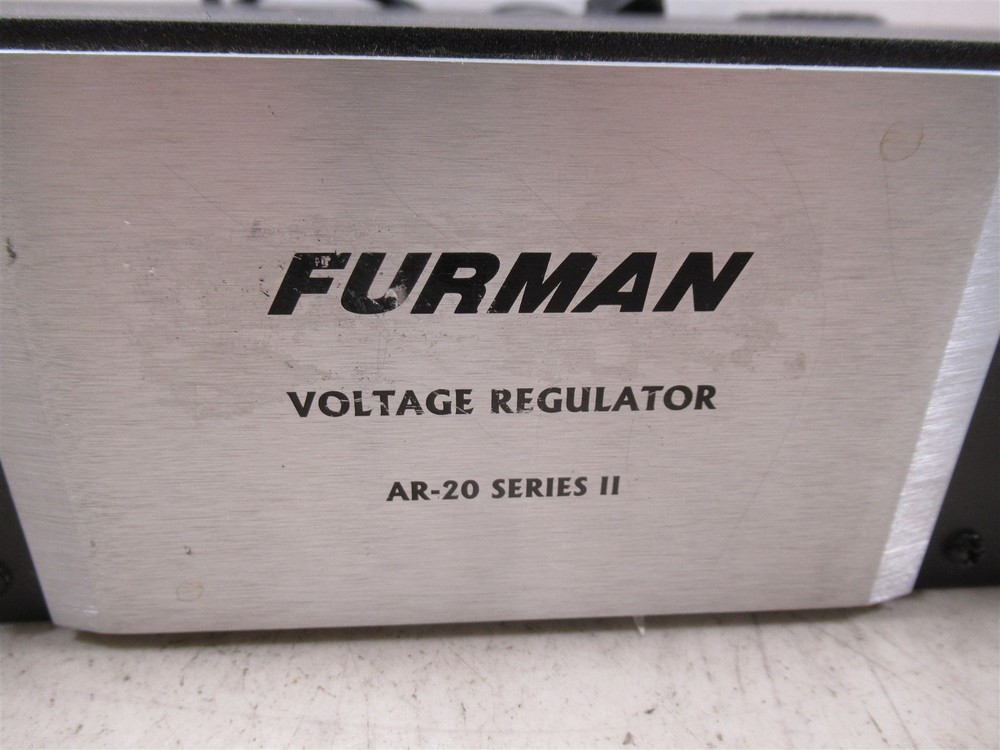 FURMAN
VOLTAGE REGULATOR
AR-20 SERIES II